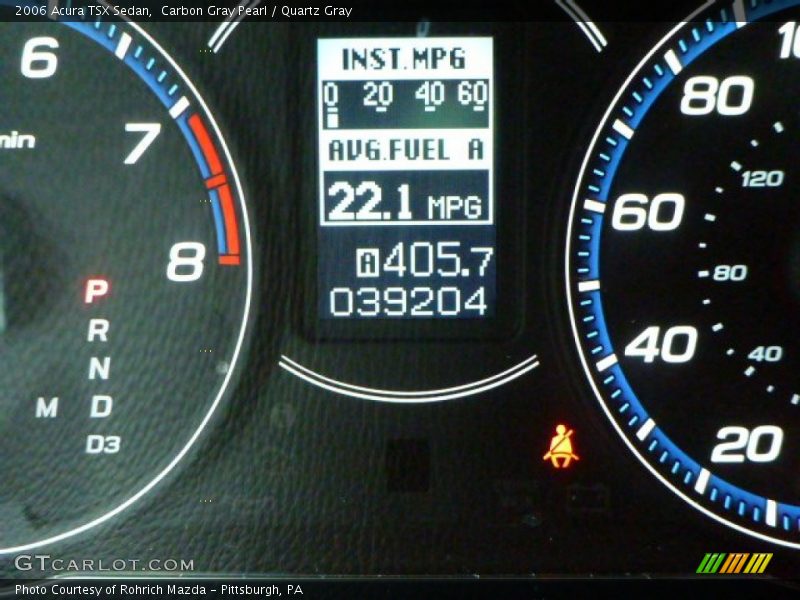 2006 Acura TSX Sedan,  Carbon Gray Pearl / Quartz Gray
6
7
8
min
P
R
N
D
M
D3
INST.MPG
0 20 40 60
AVG.FUEL A
22.1 MPG
A 405.7
039204
80
60
40
20
120
80
40
GTCARLOT.COM
Photo Courtesy of Rohrich Mazda - Pittsburgh, PA